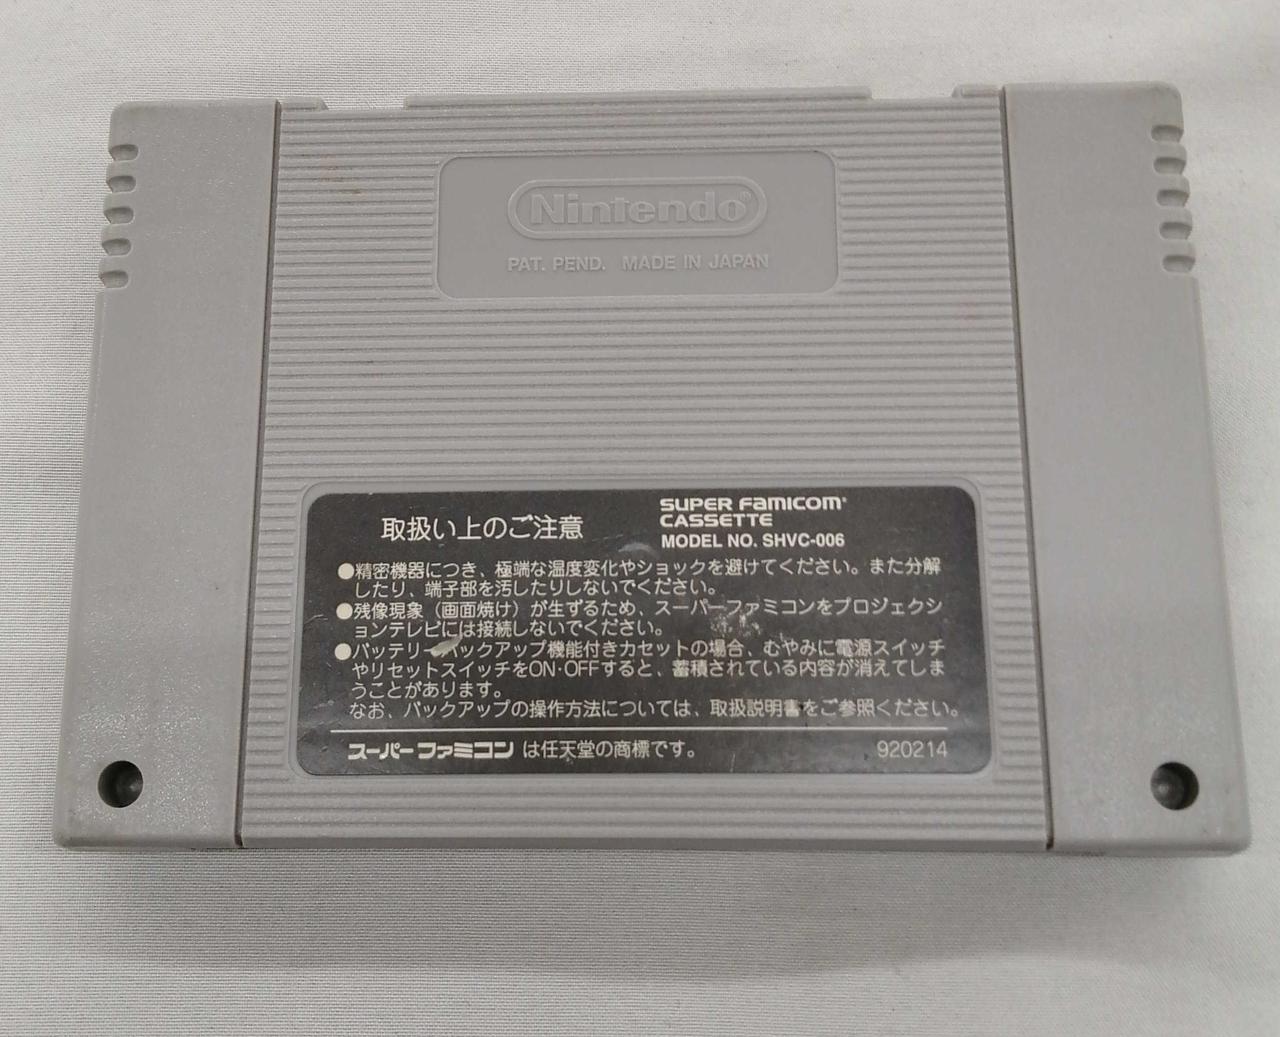 Nintendo®
PAT. PEND. MADE IN JAPAN
取扱い上のご注意
SUPER FAMICOM®
CASSETTE
MODEL NO. SHVC-006
●精密機器につき、極端な温度変化やショックを避けてください。また分解
したり、端子部を汚したりしないでください。
●残像現象（画面焼け）が生ずるため、スーパーファミコンをプロジェクシ
ョンテレビには接続しないでください。
●バッテリーバックアップ機能付きカセットの場合、むやみに電源スイッチ
やリセットスイッチをON·OFFすると、蓄積されている内容が消えてしま
うことがあります。
なお、バックアップの操作方法については、取扱説明書をご参照ください。
スーパーファミコンは任天堂の商標です。 920214